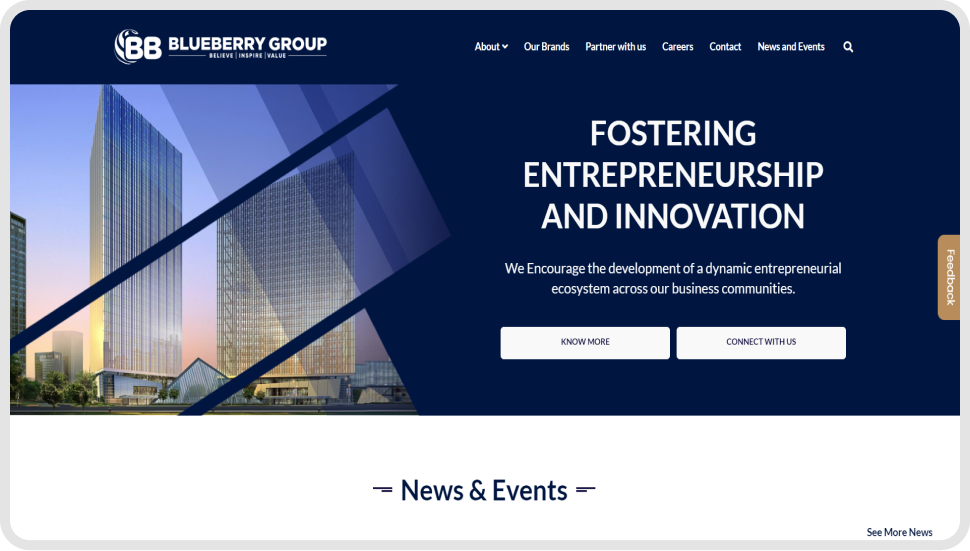 BB BLUEBERRY GROUP
BELIEVE | INSPIRE | VALUE
About Our Brands Partner with us Careers Contact News and Events
FOSTERING
ENTREPRENEURSHIP
AND INNOVATION
We Encourage the development of a dynamic entrepreneurial
ecosystem across our business communities.
KNOW MORE CONNECT WITH US
Feedback
News & Events
See More News